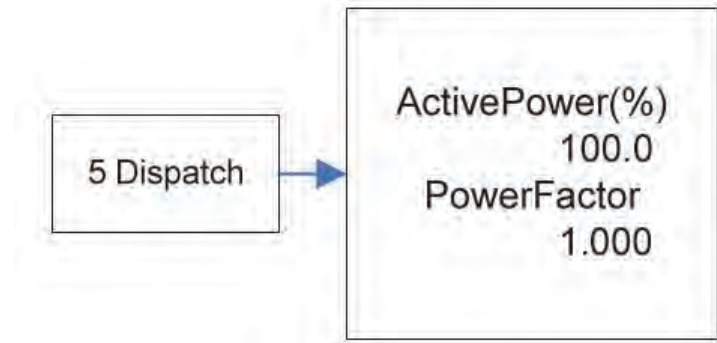 5 Dispatch
ActivePower(%)
100.0
PowerFactor
1.000